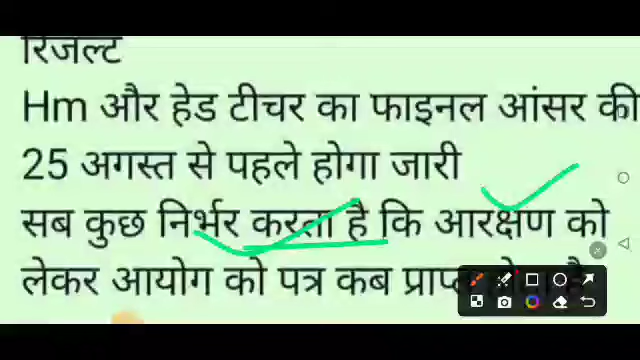 रिजल्ट
Hm और हेड टीचर का फाइनल आंसर की
25 अगस्त से पहले होगा जारी
सब कुछ निर्भर करता है कि आरक्षण को
लेकर आयोग को पत्र कब प्राप्त है